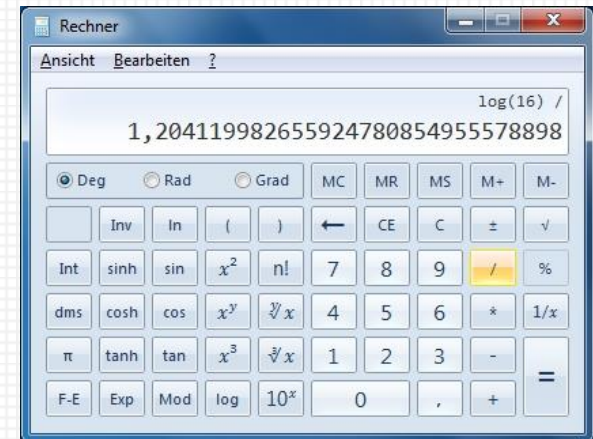 Rechner
Ansicht Bearbeiten ?
log(16) /
1,2041199826559247808549555778898
Deg Rad Grad MC MR MS M+ M-
Inv ln ( ) ← CE C ± √
Int sinh sin x² n! 7 8 9 / %
dms cosh cos xʸ ʸ√x 4 5 6 * 1/x
π tanh tan x³ ³√x 1 2 3 - =
F-E Exp Mod log 10ˣ 0 , +